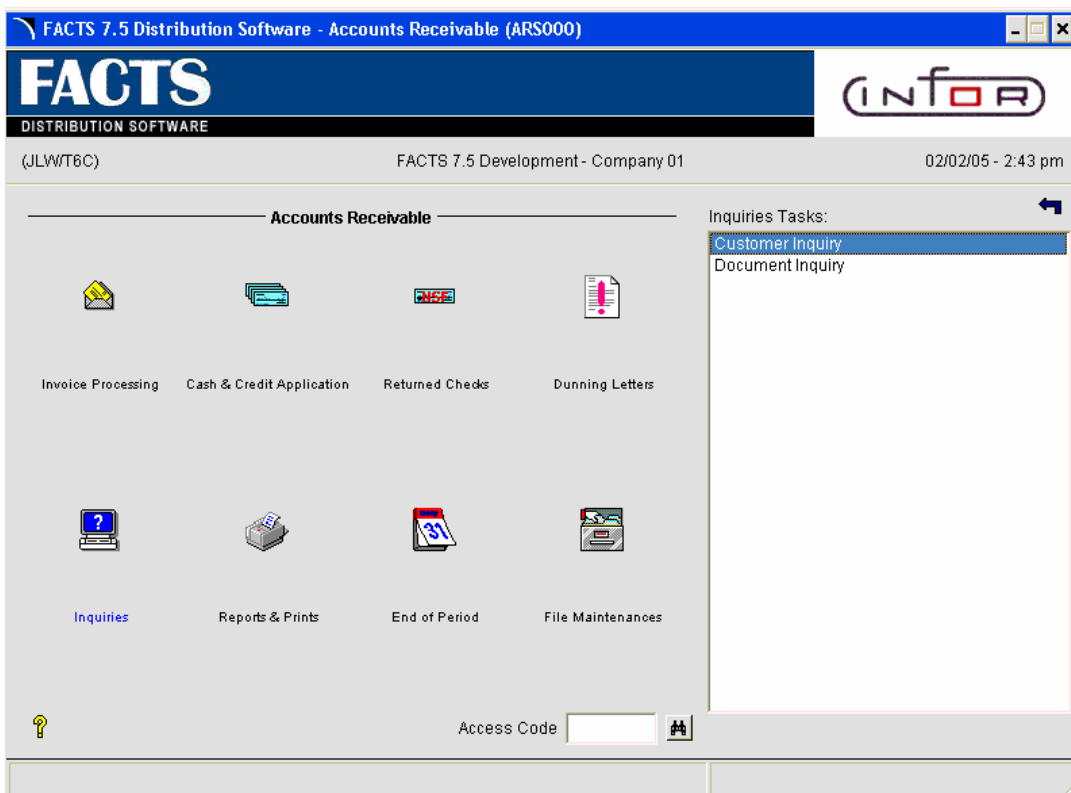 FACTS 7.5 Distribution Software - Accounts Receivable (ARS000)
FACTS
DISTRIBUTION SOFTWARE
infor
(JLW/T6C)
FACTS 7.5 Development - Company 01
02/02/05 - 2:43 pm
Accounts Receivable
Invoice Processing
Cash & Credit Application
NSF
Returned Checks
Dunning Letters
?
Inquiries
Reports & Prints
31
End of Period
File Maintenances
Inquiries Tasks:
Customer Inquiry
Document Inquiry
?
Access Code